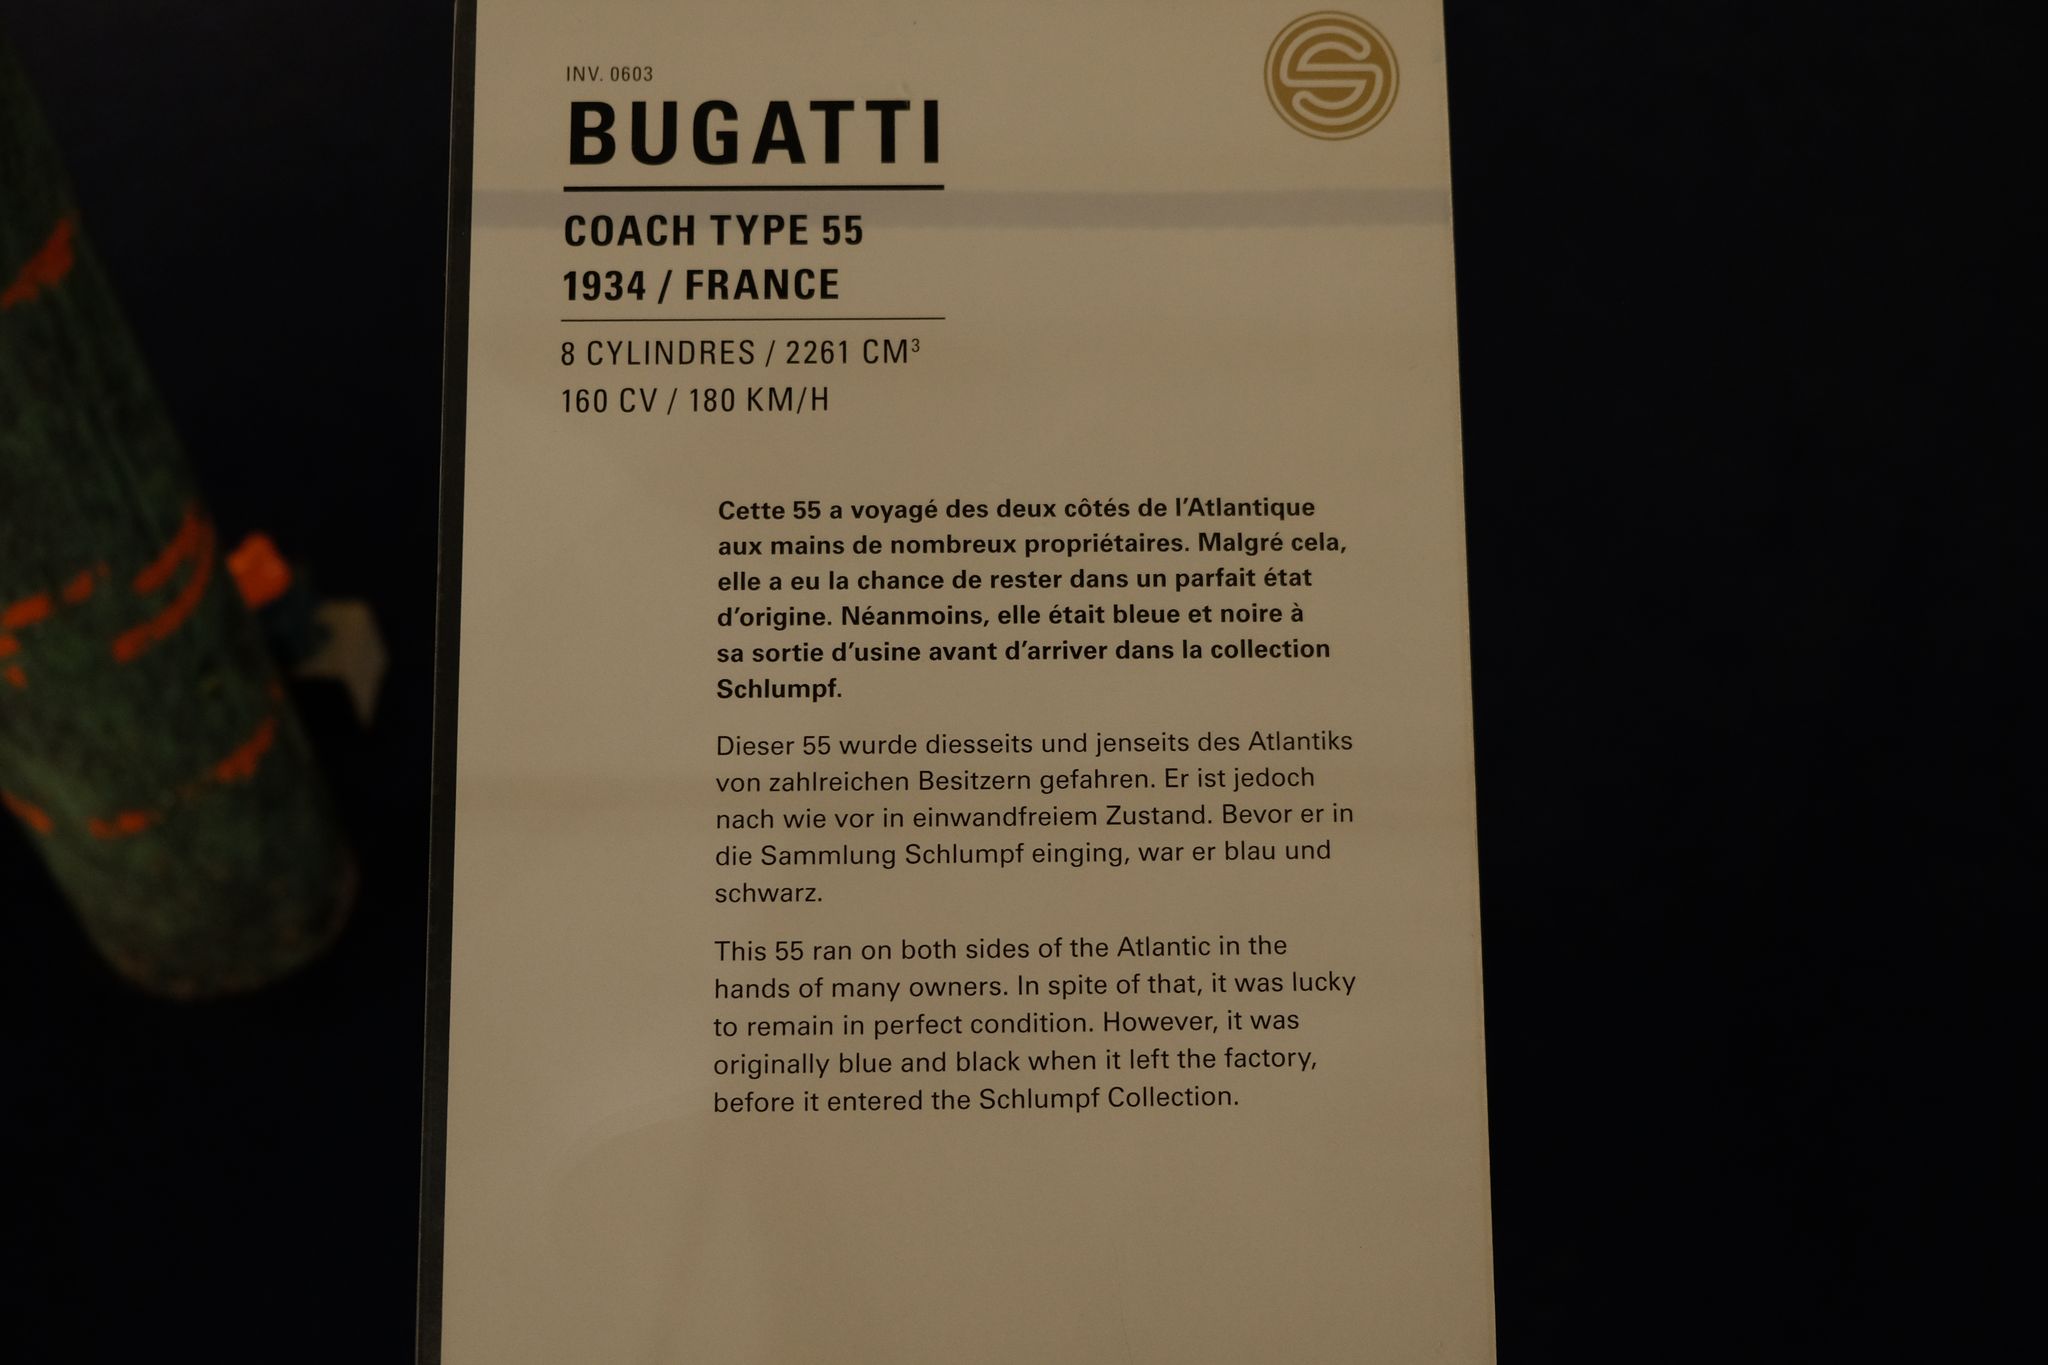 INV. 0603
BUGATTI
COACH TYPE 55
1934 / FRANCE
8 CYLINDRES / 2261 CM³
160 CV / 180 KM/H
Cette 55 a voyagé des deux côtés de l'Atlantique
aux mains de nombreux propriétaires. Malgré cela,
elle a eu la chance de rester dans un parfait état
d'origine. Néanmoins, elle était bleue et noire à
sa sortie d'usine avant d'arriver dans la collection
Schlumpf.
Dieser 55 wurde diesseits und jenseits des Atlantiks
von zahlreichen Besitzern gefahren. Er ist jedoch
nach wie vor in einwandfreiem Zustand. Bevor er in
die Sammlung Schlumpf einging, war er blau und
schwarz.
This 55 ran on both sides of the Atlantic in the
hands of many owners. In spite of that, it was lucky
to remain in perfect condition. However, it was
originally blue and black when it left the factory,
before it entered the Schlumpf Collection.